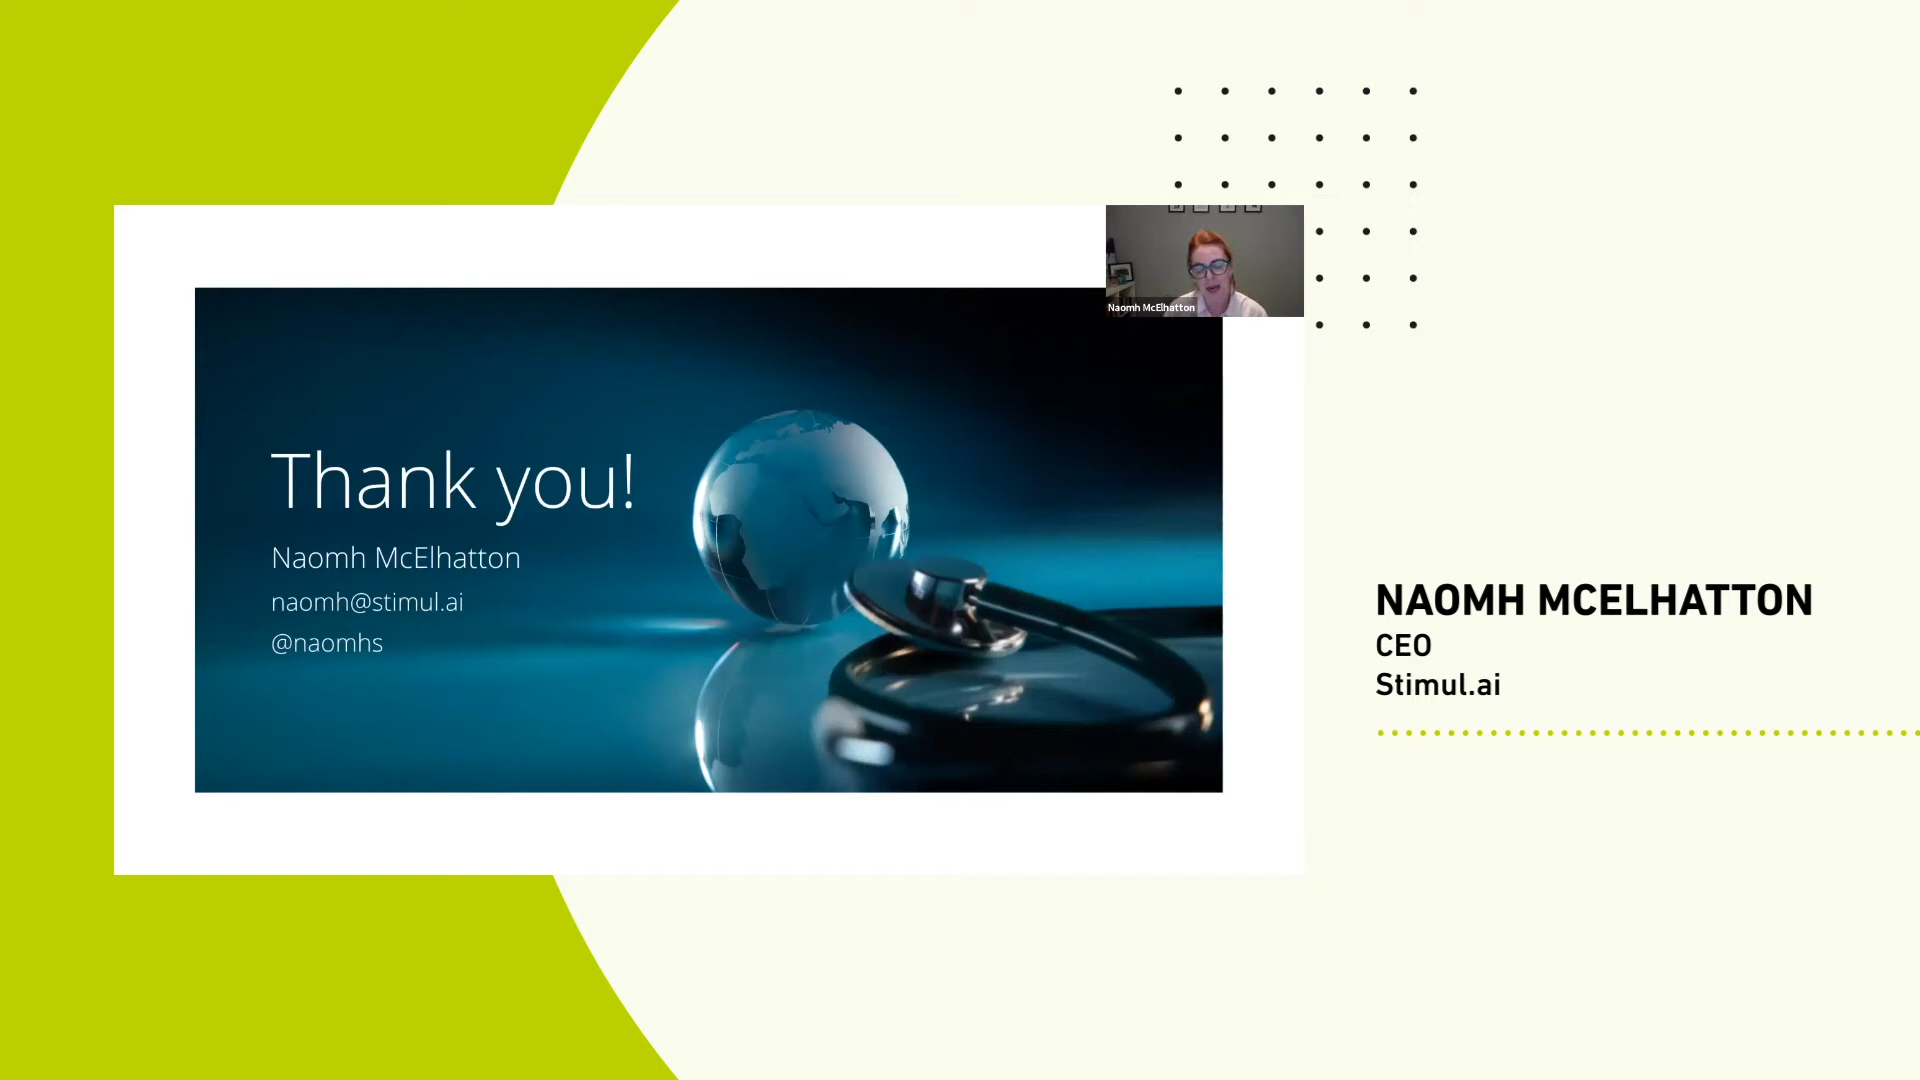 Naomh McElhatton
Thank you!
Naomh McElhatton
naomh@stimul.ai
@naomhs
NAOMH MCELHATTON
CEO
Stimul.ai